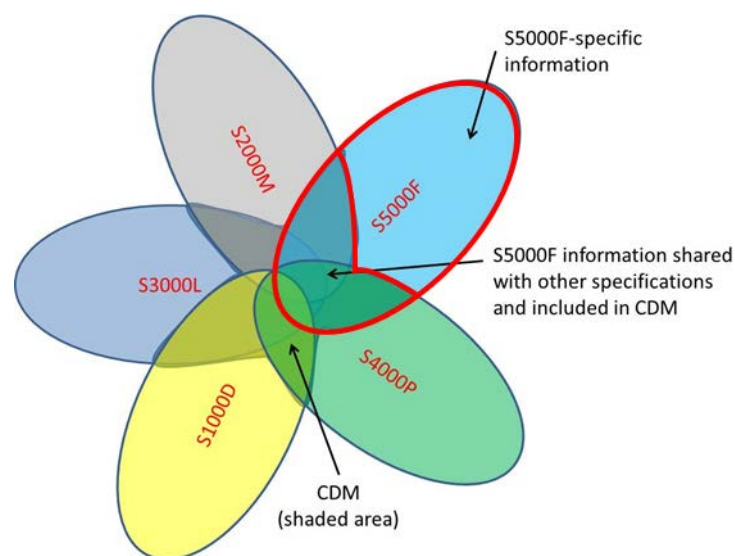 S5000F-specific
information
S2000M
S5000F
S5000F information shared
with other specifications
and included in CDM
S3000L
S4000P
S1000D
CDM
(shaded area)